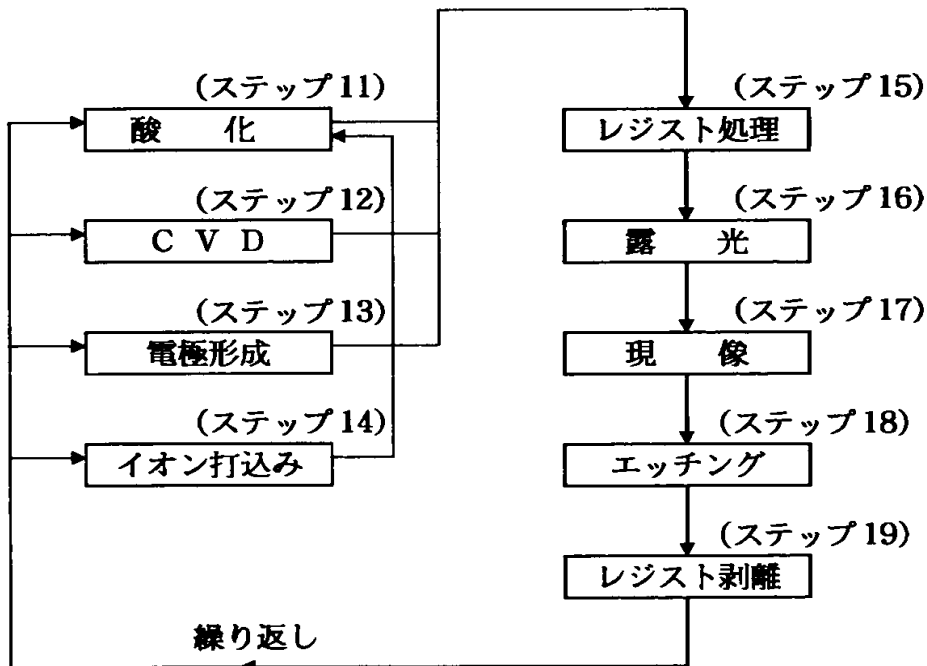 (ステップ11)
酸 化
(ステップ12)
C V D
(ステップ13)
電極形成
(ステップ14)
イオン打込み
(ステップ15)
レジスト処理
(ステップ16)
露 光
(ステップ17)
現 像
(ステップ18)
エッチング
(ステップ19)
レジスト剥離
繰り返し